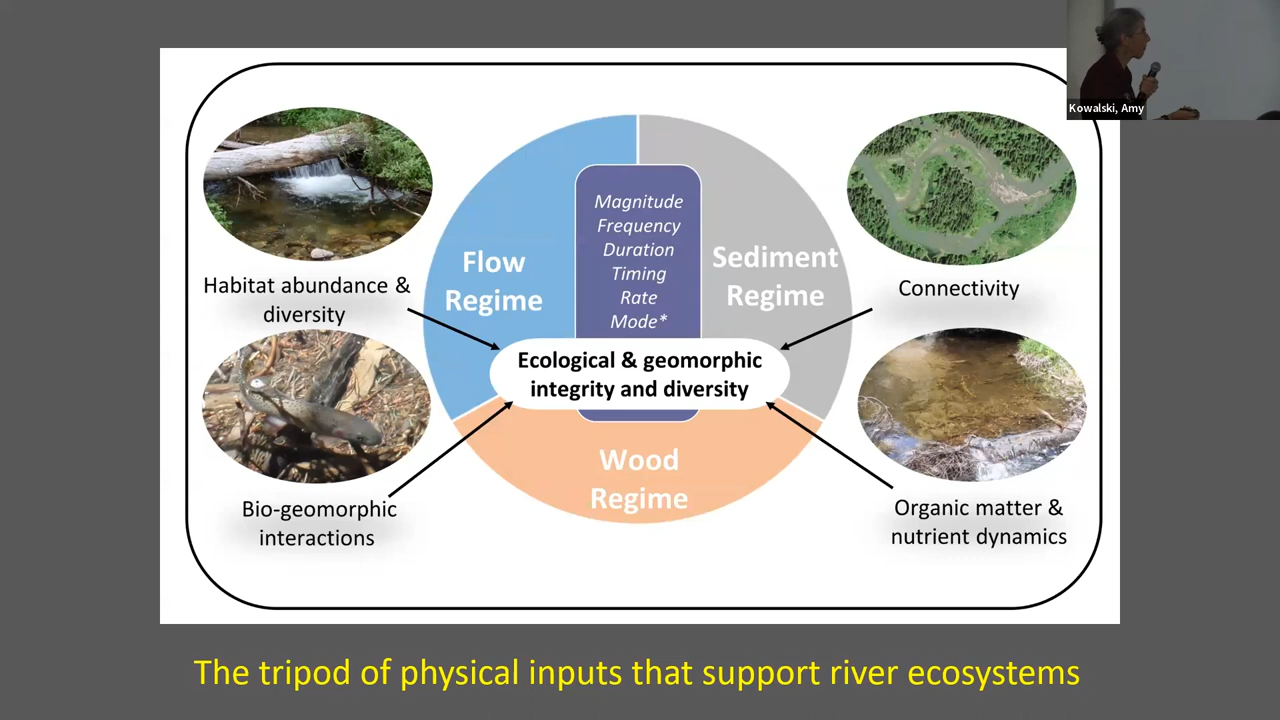 Kowalski, Amy
Habitat abundance &
diversity
Bio-geomorphic
interactions
Flow
Regime
Magnitude
Frequency
Duration
Timing
Rate
Mode*
Sediment
Regime
Ecological & geomorphic
integrity and diversity
Wood
Regime
Connectivity
Organic matter &
nutrient dynamics
The tripod of physical inputs that support river ecosystems